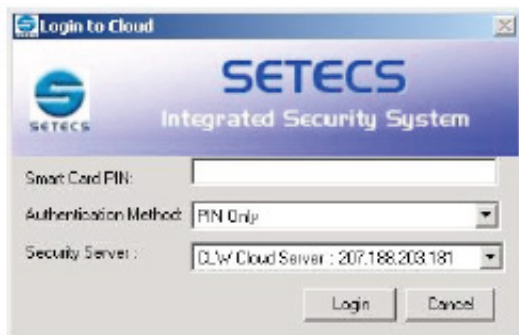 Login to Cloud
SETECS
SETECS
Integrated Security System
Smart Card PIN:
Authentication Method: PIN Only
Security Server : CLW Cloud Server : 207.188.203.181
Login Cancel